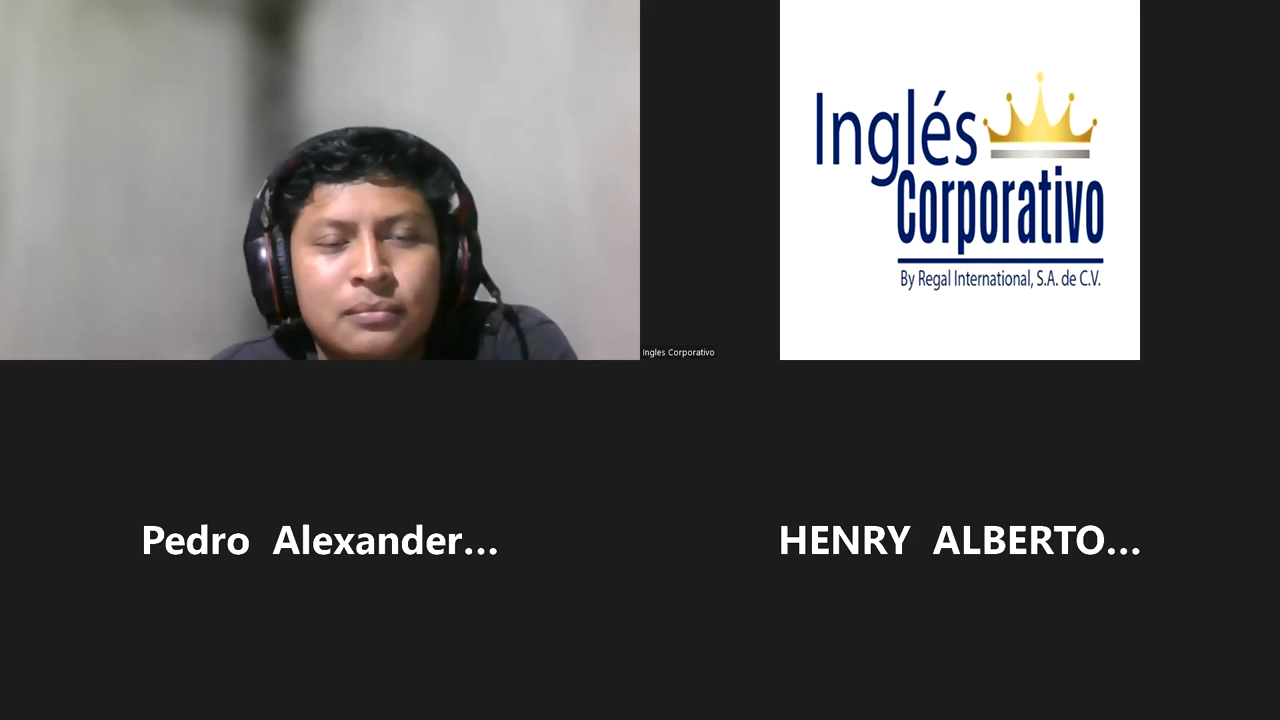 Inglés
Corporativo
By Regal International, S.A. de C.V.
Ingles Corporativo
Pedro Alexander...
HENRY ALBERTO...